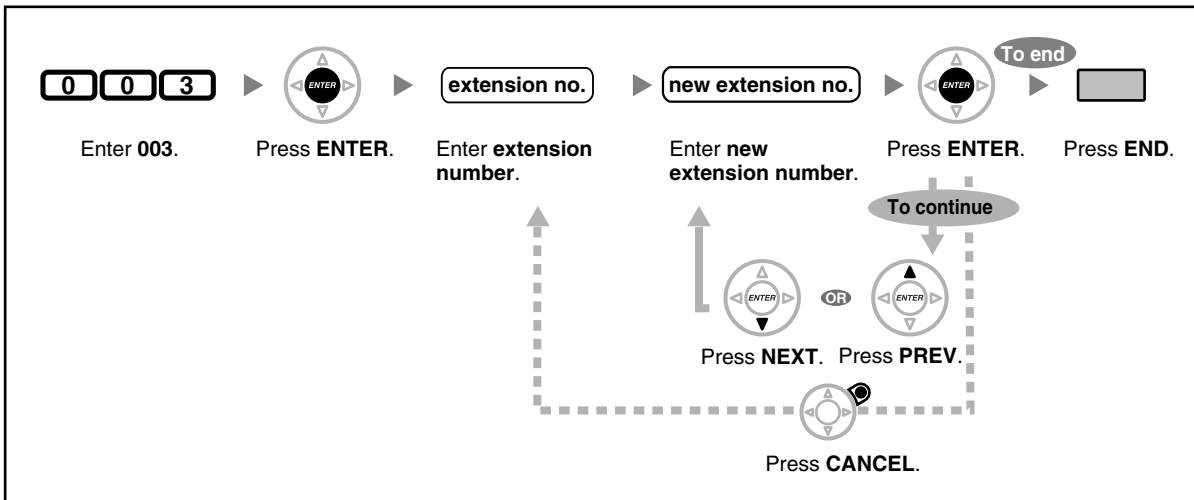 To end
0 0 3 ENTER extension no. new extension no. ENTER
Enter 003. Press ENTER. Enter extension number. Enter new extension number. Press ENTER. Press END.
To continue
ENTER OR ENTER
Press NEXT. Press PREV.
Press CANCEL.